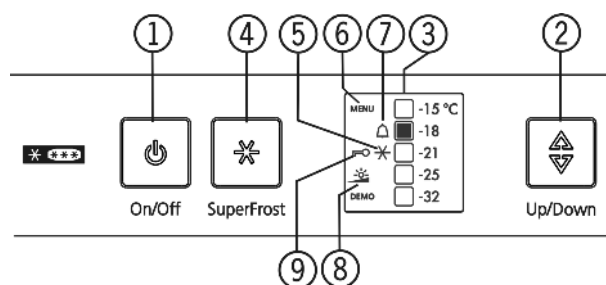 ① ④ ⑤ ⑥ ⑦ ③ ②
MENU -15 °C
-18
-21
-25
DEMO -32
On/Off SuperFrost Up/Down
⑨ ⑧